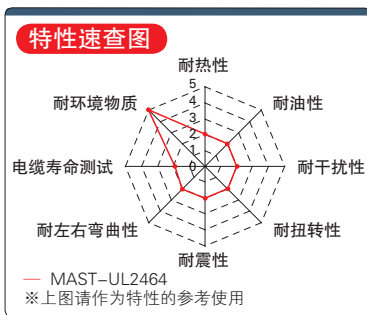 特性速查图
耐热性
耐环境物质
耐油性
5
4
3
2
1
0
电缆寿命测试
耐干扰性
耐左右弯曲性
耐扭转性
耐震性
MAST-UL2464
※上图请作为特性的参考使用